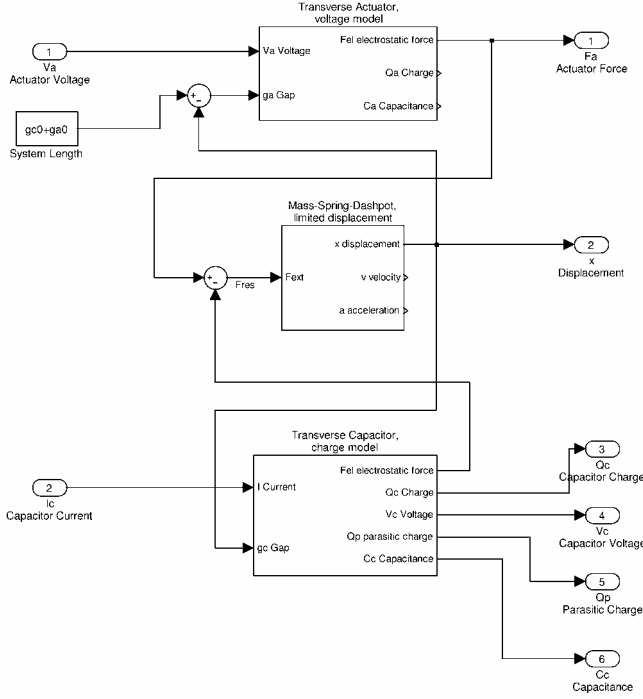 Transverse Actuator,
voltage model
Va Voltage
Fel electrostatic force
Qa Charge
ga Gap
Ca Capacitance
1
Va
Actuator Voltage
1
Fa
Actuator Force
+
-
gc0+ga0
System Length
Mass-Spring-Dashpot,
limited displacement
x displacement
Fext
v velocity
a acceleration
2
x
Displacement
+
-
Fres
Transverse Capacitor,
charge model
Fel electrostatic force
I Current
Qc Charge
Vc Voltage
Qp parasitic charge
gc Gap
Cc Capacitance
2
Ic
Capacitor Current
3
Qc
Capacitor Charge
4
Vc
Capacitor Voltage
5
Qp
Parasitic Charge
6
Cc
Capacitance